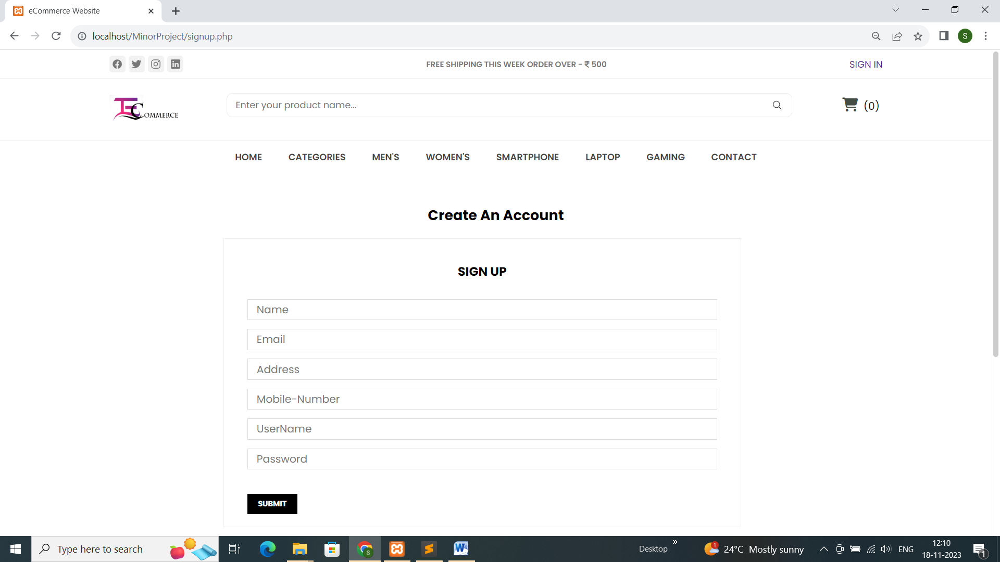 eCommerce Website
localhost/MinorProject/signup.php
S
FREE SHIPPING THIS WEEK ORDER OVER - ₹ 500
SIGN IN
EC OMMERCE
Enter your product name...
(0)
HOME CATEGORIES MEN'S WOMEN'S SMARTPHONE LAPTOP GAMING CONTACT
Create An Account
SIGN UP
Name
Email
Address
Mobile-Number
UserName
Password
SUBMIT
Type here to search
Desktop
1
24°C Mostly sunny
ENG
12:10
18-11-2023
1